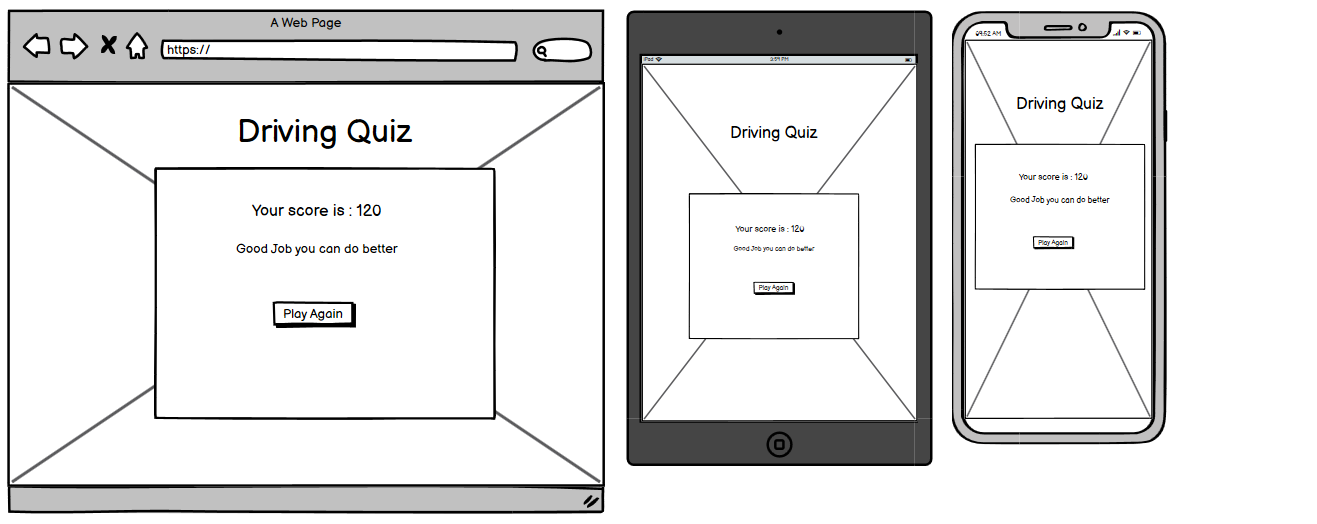 A Web Page
https://
Driving Quiz
Your score is : 120
Good Job you can do better
Play Again
iPad
3:59 PM
Driving Quiz
Your score is : 120
Good Job you can do better
Play Again
09:52 AM
Driving Quiz
Your score is : 120
Good Job you can do better
Play Again